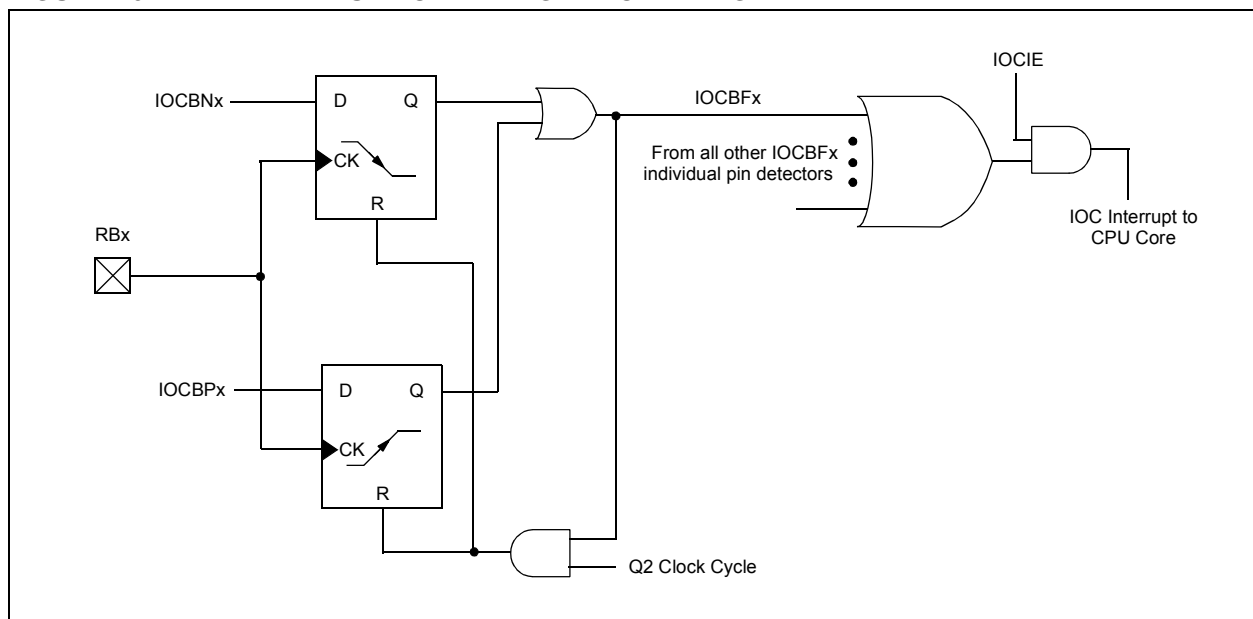 IOCIE
IOCBNx
D
Q
IOCBFx
CK
From all other IOCBFx
individual pin detectors
R
IOC Interrupt to
CPU Core
RBx
IOCBPx
D
Q
CK
R
Q2 Clock Cycle